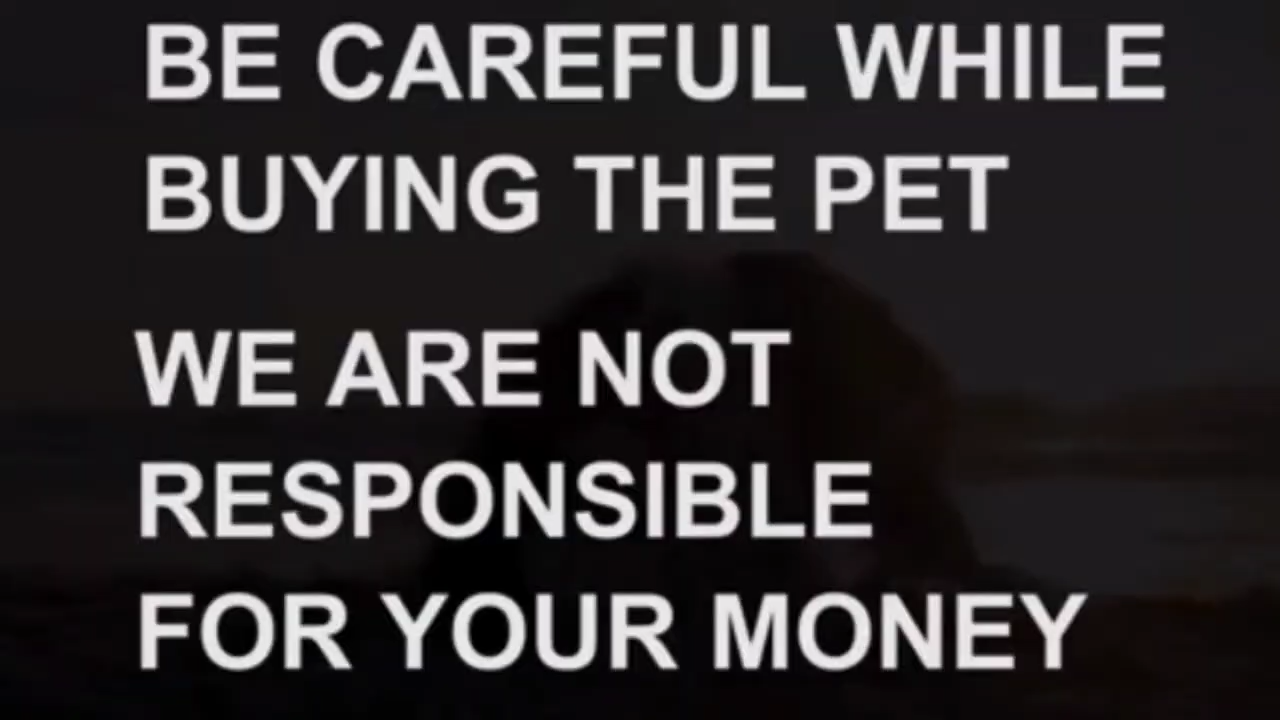 BE CAREFUL WHILE
BUYING THE PET
WE ARE NOT
RESPONSIBLE
FOR YOUR MONEY